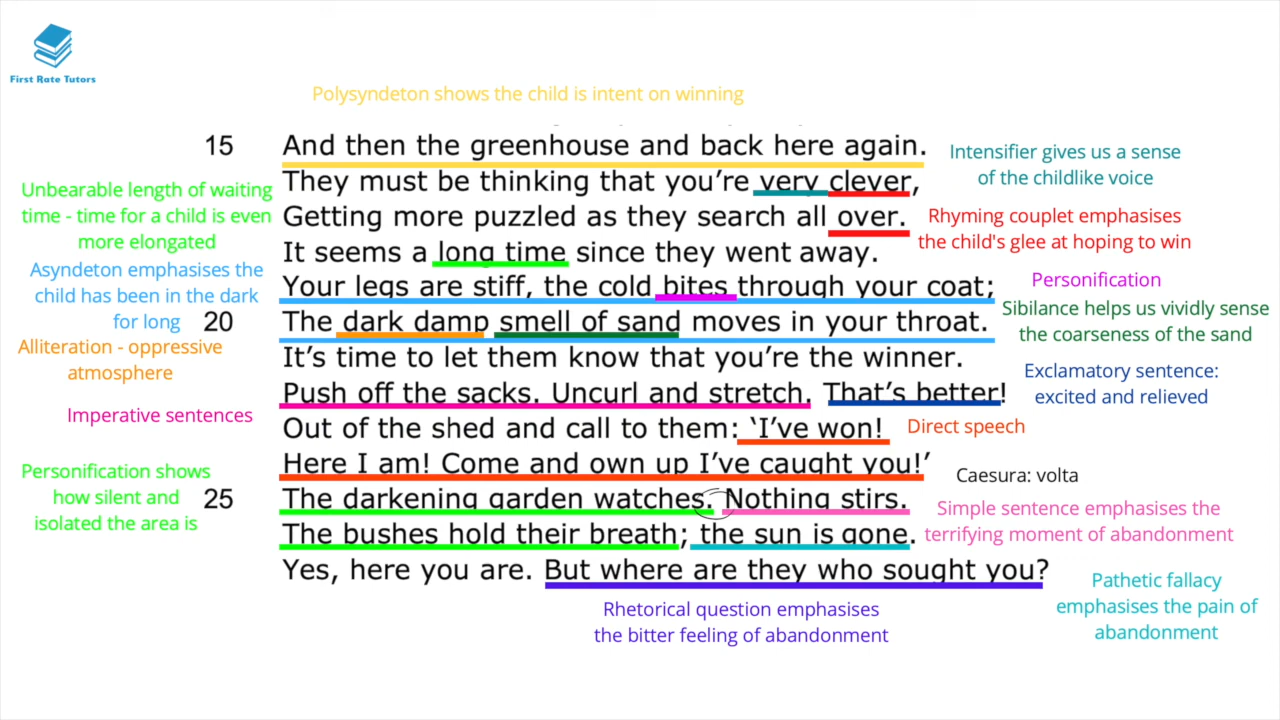 First Rate Tutors
Polysyndeton shows the child is intent on winning
15 And then the greenhouse and back here again.
They must be thinking that you're very clever,
Getting more puzzled as they search all over.
It seems a long time since they went away.
Your legs are stiff, the cold bites through your coat;
20 The dark damp smell of sand moves in your throat.
It's time to let them know that you're the winner.
Push off the sacks. Uncurl and stretch. That's better!
Out of the shed and call to them: ‘I've won!
Here I am! Come and own up I've caught you!’
25 The darkening garden watches. Nothing stirs.
The bushes hold their breath; the sun is gone.
Yes, here you are. But where are they who sought you?
Unbearable length of waiting
time - time for a child is even
more elongated
Asyndeton emphasises the
child has been in the dark
for long
Alliteration - oppressive
atmosphere
Imperative sentences
Personification shows
how silent and
isolated the area is
Intensifier gives us a sense
of the childlike voice
Rhyming couplet emphasises
the child's glee at hoping to win
Personification
Sibilance helps us vividly sense
the coarseness of the sand
Exclamatory sentence:
excited and relieved
Direct speech
Caesura: volta
Simple sentence emphasises the
terrifying moment of abandonment
Pathetic fallacy
emphasises the pain of
abandonment
Rhetorical question emphasises
the bitter feeling of abandonment